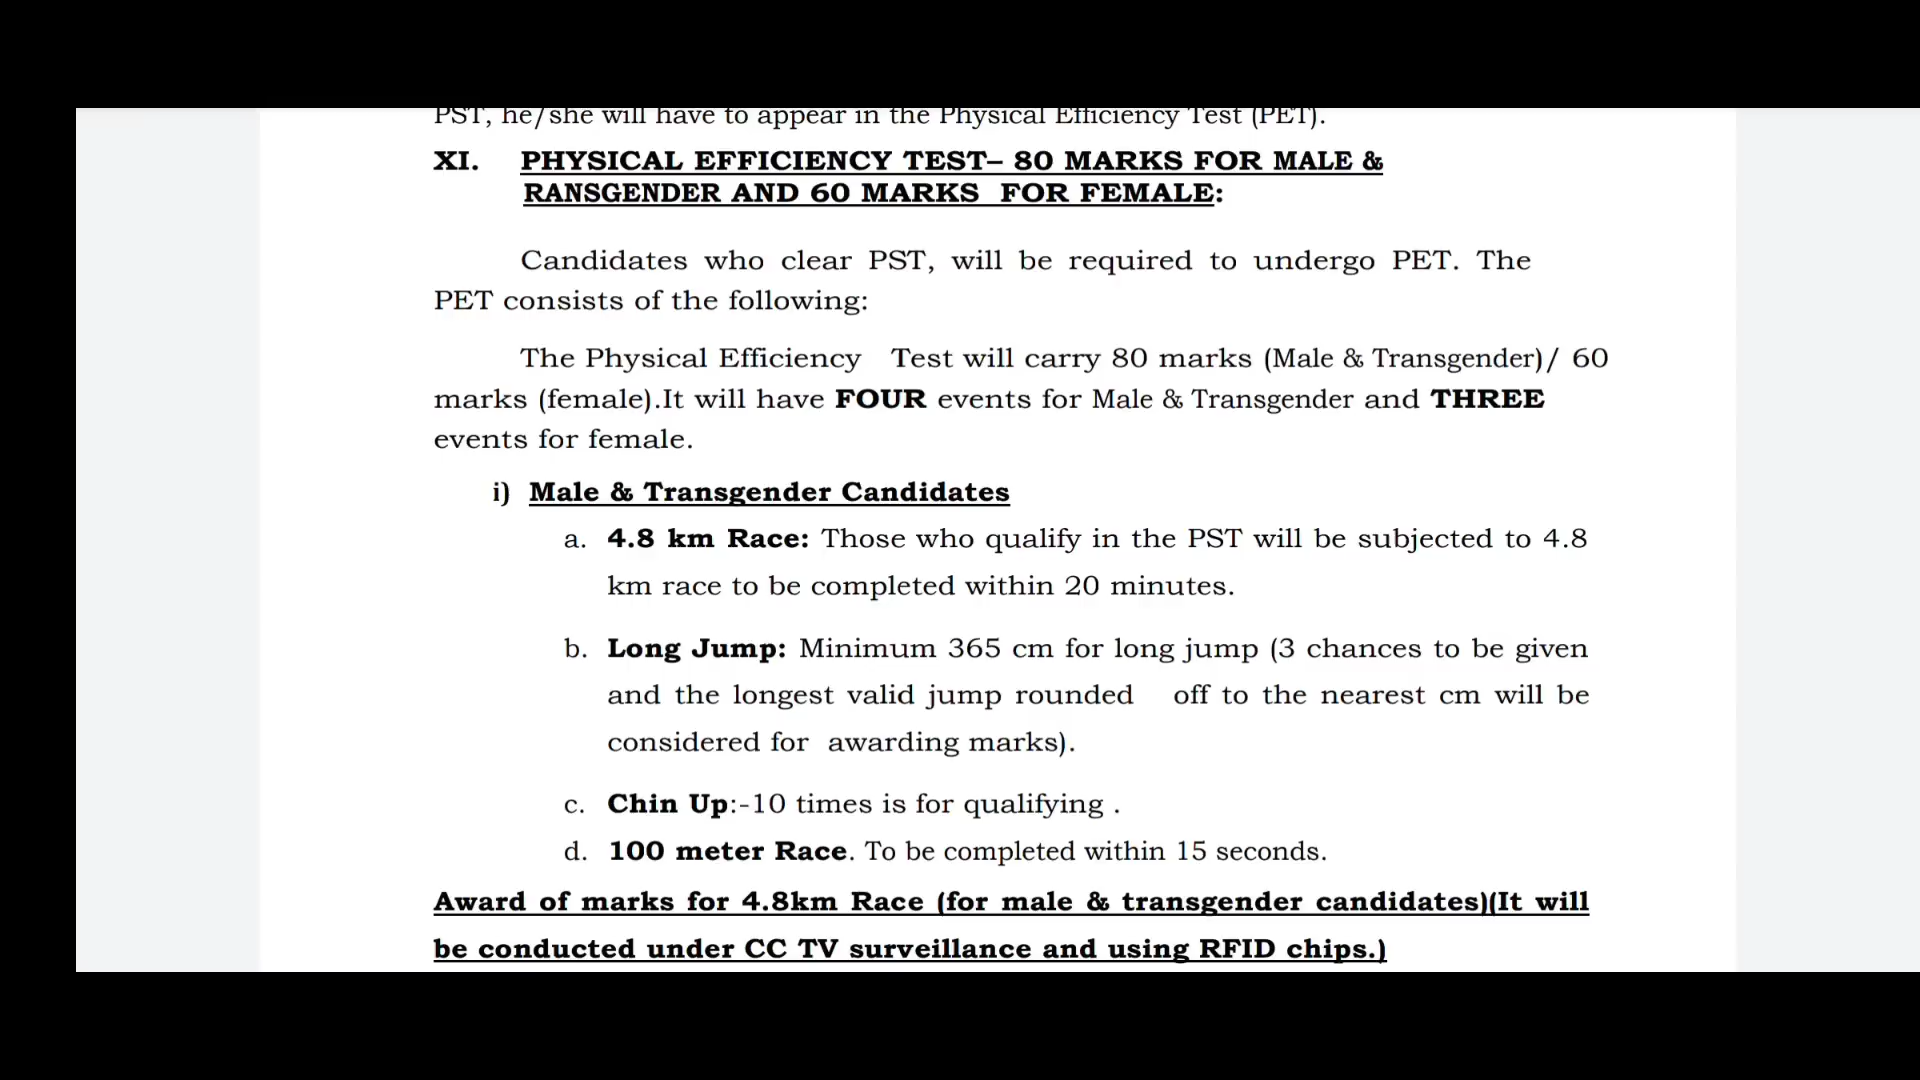 PST, he/she will have to appear in the Physical Efficiency Test (PET).
XI. PHYSICAL EFFICIENCY TEST– 80 MARKS FOR MALE &
RANSGENDER AND 60 MARKS FOR FEMALE:
Candidates who clear PST, will be required to undergo PET. The
PET consists of the following:
The Physical Efficiency Test will carry 80 marks (Male & Transgender)/ 60
marks (female).It will have FOUR events for Male & Transgender and THREE
events for female.
i) Male & Transgender Candidates
a. 4.8 km Race: Those who qualify in the PST will be subjected to 4.8
km race to be completed within 20 minutes.
b. Long Jump: Minimum 365 cm for long jump (3 chances to be given
and the longest valid jump rounded off to the nearest cm will be
considered for awarding marks).
c. Chin Up:-10 times is for qualifying .
d. 100 meter Race. To be completed within 15 seconds.
Award of marks for 4.8km Race (for male & transgender candidates)(It will
be conducted under CC TV surveillance and using RFID chips.)